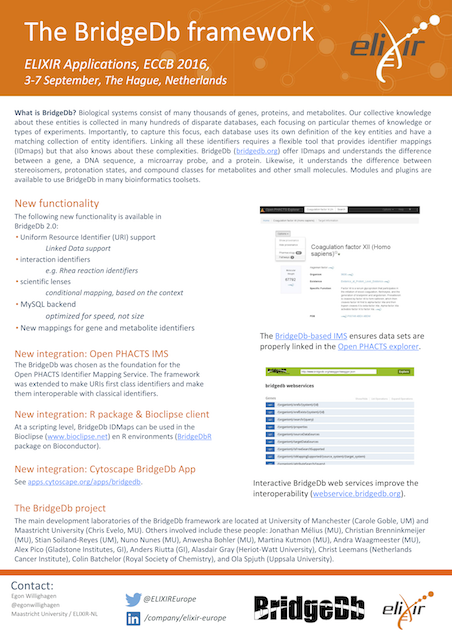 The BridgeDb framework
ELIXIR Applications, ECCB 2016,
3-7 September, The Hague, Netherlands
elixir
What is BridgeDb? Biological systems consist of many thousands of genes, proteins, and metabolites. Our collective knowledge
about these entities is collected in many hundreds of disparate databases, each focusing on particular themes of knowledge or
types of experiments. Importantly, to capture this focus, each database uses its own definition of the key entities and have a
matching collection of entity identifiers. Linking all these identifiers requires a flexible tool that provides identifier mappings
(IDmaps) but that also knows about these complexities. BridgeDb (bridgedb.org) offer IDmaps and understands the difference
between a gene, a DNA sequence, a microarray probe, and a protein. Likewise, it understands the difference between
stereoisomers, protonation states, and compound classes for metabolites and other small molecules. Modules and plugins are
available to use BridgeDb in many bioinformatics toolsets.
New functionality
The following new functionality is available in
BridgeDb 2.0:
• Uniform Resource Identifier (URI) support
Linked Data support
• interaction identifiers
e.g. Rhea reaction identifiers
• scientific lenses
conditional mapping, based on the context
• MySQL backend
optimized for speed, not size
• New mappings for gene and metabolite identifiers
New integration: Open PHACTS IMS
The BridgeDb was chosen as the foundation for the
Open PHACTS Identifier Mapping Service. The framework
was extended to make URIs first class identifiers and make
them interoperable with classical identifiers.
New integration: R package & Bioclipse client
At a scripting level, BridgeDb IDMaps can be used in the
Bioclipse (www.bioclipse.net) en R environments (BridgeDbR
package on Bioconductor).
New integration: Cytoscape BridgeDb App
See apps.cytoscape.org/apps/bridgedb.
Coagulation factor XII (Homo
sapiens)
The BridgeDb-based IMS ensures data sets are
properly linked in the Open PHACTS explorer.
bridgedb webservices
Interactive BridgeDb web services improve the
interoperability (webservice.bridgedb.org).
The BridgeDb project
The main development laboratories of the BridgeDb framework are located at University of Manchester (Carole Goble, UM) and
Maastricht University (Chris Evelo, MU). Others involved include these people: Jonathan Mélius (MU), Christian Brenninkmeijer
(MU), Stian Soiland-Reyes (UM), Nuno Nunes (MU), Anwesha Bohler (MU), Martina Kutmon (MU), Andra Waagmeester (MU),
Alex Pico (Gladstone Institutes, GI), Anders Riutta (GI), Alasdair Gray (Heriot-Watt University), Christ Leemans (Netherlands
Cancer Institute), Colin Batchelor (Royal Society of Chemistry), and Ola Spjuth (Uppsala University).
Contact:
Egon Willighagen
@egonwillighagen
Maastricht University / ELIXIR-NL
@ELIXIREurope
/company/elixir-europe
BridgeDb
elixir